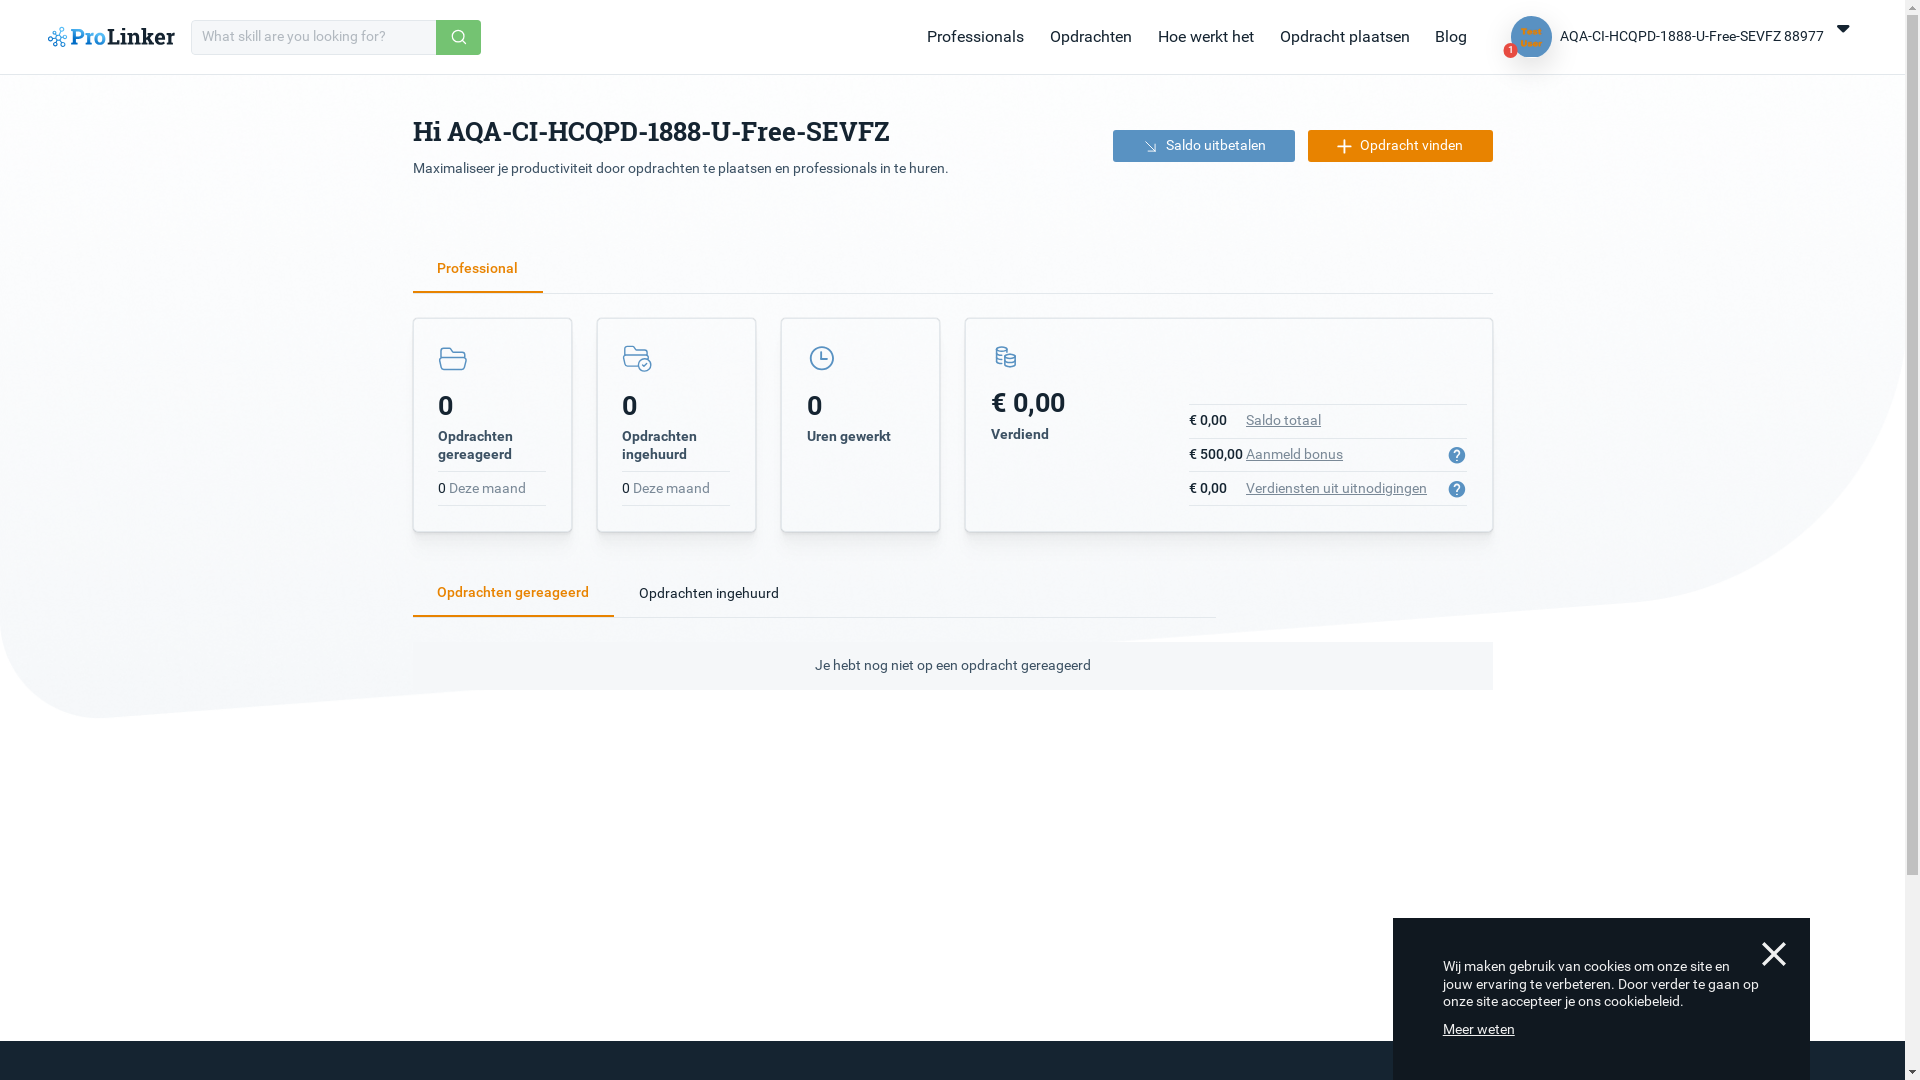 ProLinker
What skill are you looking for?
Professionals
Opdrachten
Hoe werkt het
Opdracht plaatsen
Blog
Test
User
1
AQA-CI-HCQPD-1888-U-Free-SEVFZ 88977
Hi AQA-CI-HCQPD-1888-U-Free-SEVFZ
Maximaliseer je productiviteit door opdrachten te plaatsen en professionals in te huren.
Saldo uitbetalen
Opdracht vinden
Professional
0
Opdrachten
gereageerd
0 Deze maand
0
Opdrachten
ingehuurd
0 Deze maand
0
Uren gewerkt
€ 0,00
Verdiend
€ 0,00 Saldo totaal
€ 500,00 Aanmeld bonus
€ 0,00 Verdiensten uit uitnodigingen
Opdrachten gereageerd
Opdrachten ingehuurd
Je hebt nog niet op een opdracht gereageerd
Wij maken gebruik van cookies om onze site en
jouw ervaring te verbeteren. Door verder te gaan op
onze site accepteer je ons cookiebeleid.
Meer weten